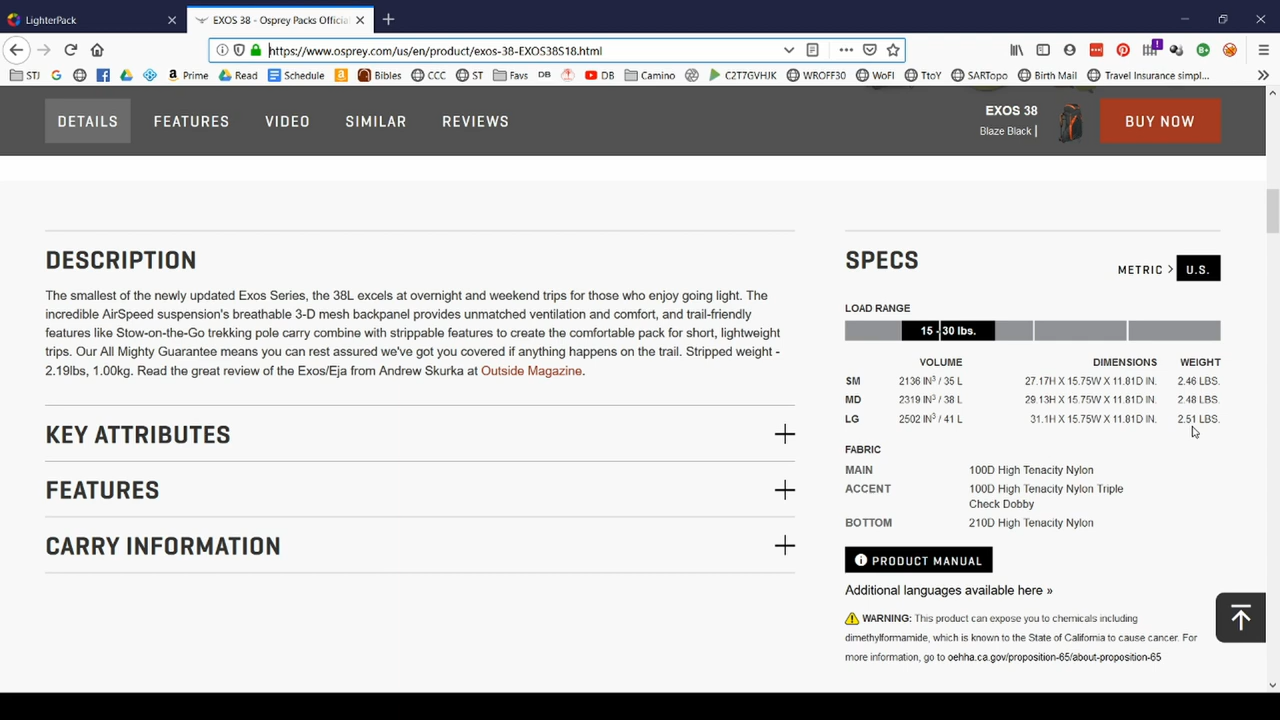 LighterPack
EXOS 38 - Osprey Packs Official
https://www.osprey.com/us/en/product/exos-38-EXOS38S18.html
STJ
Prime
Read
Schedule
Bibles
CCC
ST
Favs
DB
DB
Camino
C2T7GVHJK
WROFF30
WoFI
TtoY
SARTopo
Birth Mail
Travel Insurance simpl...
DETAILS
FEATURES
VIDEO
SIMILAR
REVIEWS
EXOS 38
Blaze Black |
BUY NOW
DESCRIPTION
The smallest of the newly updated Exos Series, the 38L excels at overnight and weekend trips for those who enjoy going light. The
incredible AirSpeed suspension's breathable 3-D mesh backpanel provides unmatched ventilation and comfort, and trail-friendly
features like Stow-on-the-Go trekking pole carry combine with strippable features to create the comfortable pack for short, lightweight
trips. Our All Mighty Guarantee means you can rest assured we've got you covered if anything happens on the trail. Stripped weight -
2.19lbs, 1.00kg. Read the great review of the Exos/Eja from Andrew Skurka at Outside Magazine.
KEY ATTRIBUTES
FEATURES
CARRY INFORMATION
SPECS
METRIC > U.S.
LOAD RANGE
15 - 30 lbs.
VOLUME DIMENSIONS WEIGHT
SM 2136 IN³ / 35 L 27.17H X 15.75W X 11.81D IN. 2.46 LBS.
MD 2319 IN³ / 38 L 29.13H X 15.75W X 11.81D IN. 2.48 LBS.
LG 2502 IN³ / 41 L 31.1H X 15.75W X 11.81D IN. 2.51 LBS.
FABRIC
MAIN 100D High Tenacity Nylon
ACCENT 100D High Tenacity Nylon Triple
Check Dobby
BOTTOM 210D High Tenacity Nylon
PRODUCT MANUAL
Additional languages available here »
WARNING: This product can expose you to chemicals including
dimethylformamide, which is known to the State of California to cause cancer. For
more information, go to oehha.ca.gov/proposition-65/about-proposition-65